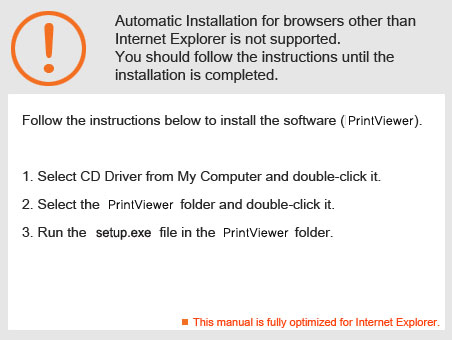 Automatic Installation for browsers other than
Internet Explorer is not supported.
You should follow the instructions until the
installation is completed.
Follow the instructions below to install the software (PrintViewer).
1. Select CD Driver from My Computer and double-click it.
2. Select the PrintViewer folder and double-click it.
3. Run the setup.exe file in the PrintViewer folder.
This manual is fully optimized for Internet Explorer.